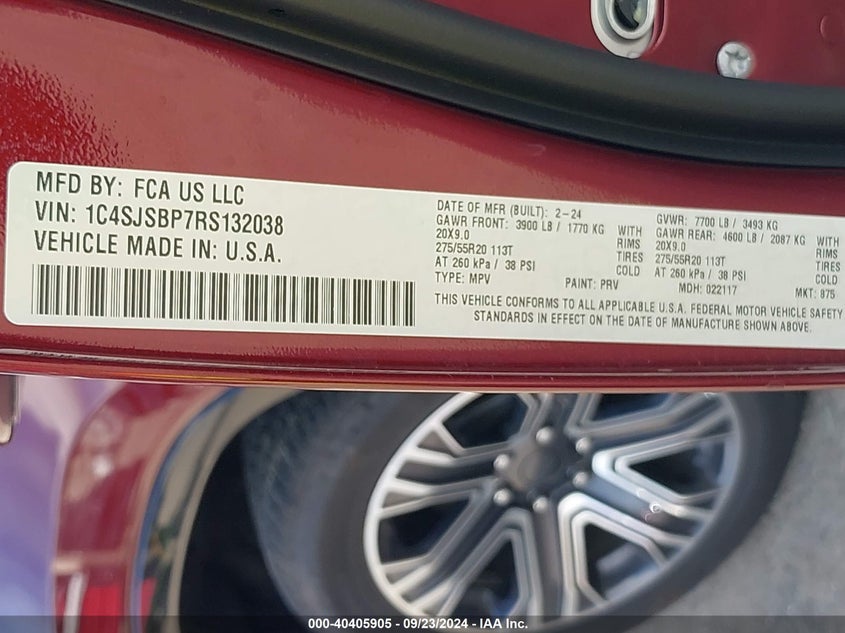 MFD BY: FCA US LLC
VIN: 1C4SJSBP7RS132038
VEHICLE MADE IN: U.S.A.
DATE OF MFR (BUILT): 2-24 GVWR: 7700 LB / 3493 KG
GAWR FRONT: 3900 LB / 1770 KG WITH GAWR REAR: 4600 LB / 2087 KG WITH
20X9.0 RIMS 20X9.0 RIMS
275/55R20 113T TIRES 275/55R20 113T TIRES
AT 260 kPa / 38 PSI COLD AT 260 kPa / 38 PSI COLD
TYPE: MPV PAINT: PRV MDH: 022117 MKT: 875
THIS VEHICLE CONFORMS TO ALL APPLICABLE U.S.A. FEDERAL MOTOR VEHICLE SAFETY
STANDARDS IN EFFECT ON THE DATE OF MANUFACTURE SHOWN ABOVE.
000-40405905 - 09/23/2024 - IAA Inc.